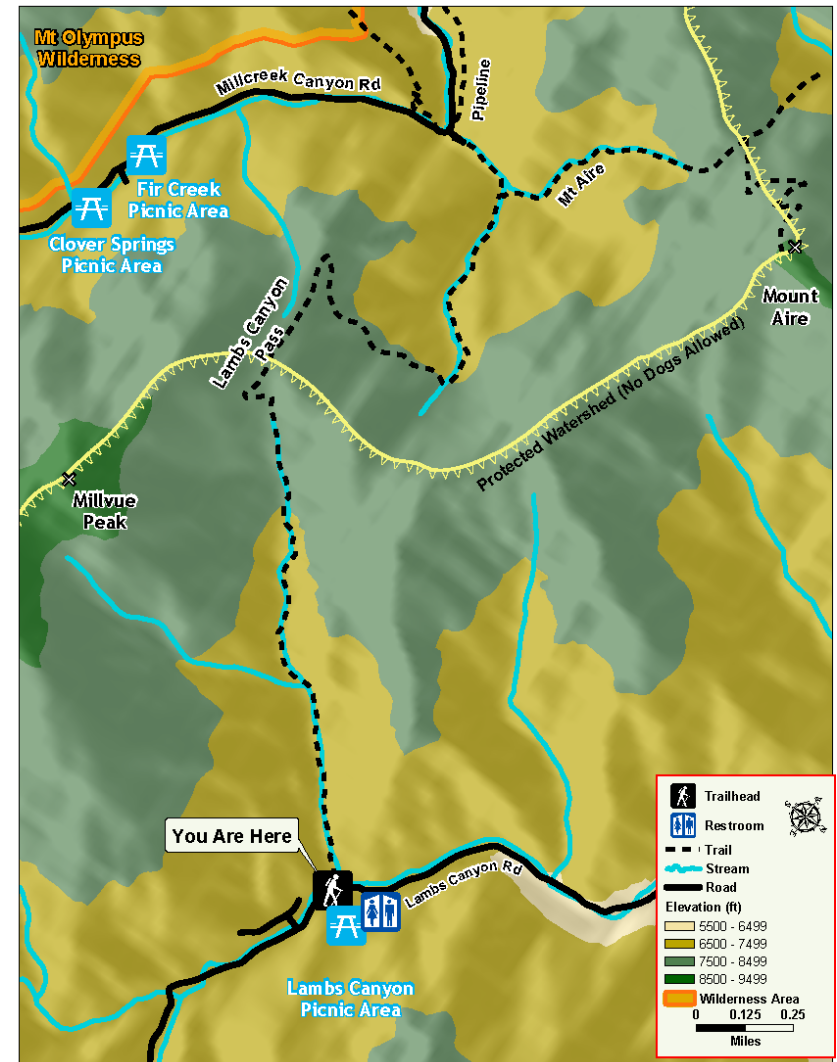 Mt Olympus
Wilderness
Millcreek Canyon Rd
Pipeline
Fir Creek
Picnic Area
Mt Aire
Clover Springs
Picnic Area
Mount
Aire
Lambs Canyon
Pass
Protected Watershed (No Dogs Allowed)
Millvue
Peak
You Are Here
Lambs Canyon Rd
Lambs Canyon
Picnic Area
Trailhead
Restroom
Trail
Stream
Road
Elevation (ft)
5500 - 6499
6500 - 7499
7500 - 8499
8500 - 9499
Wilderness Area
0 0.125 0.25
Miles